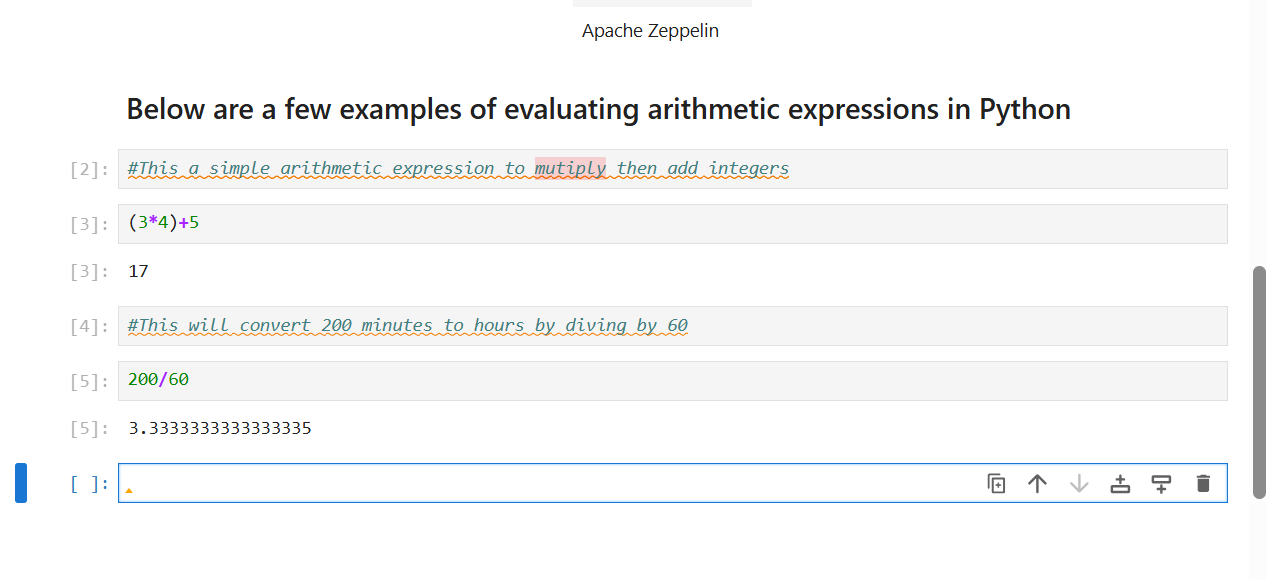 Apache Zeppelin
Below are a few examples of evaluating arithmetic expressions in Python
[2]: #This a simple arithmetic expression to mutiply then add integers
[3]: (3*4)+5
[3]: 17
[4]: #This will convert 200 minutes to hours by diving by 60
[5]: 200/60
[5]: 3.3333333333333335
[ ]: